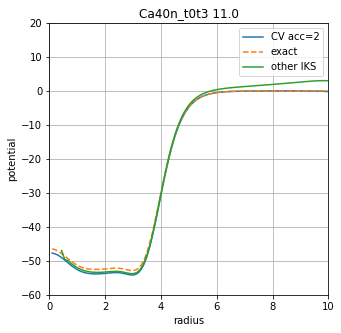 Ca40n_t0t3 11.0
20
10
0
−10
−20
−30
−40
−50
−60
potential
CV acc=2
exact
other IKS
0 2 4 6 8 10
radius